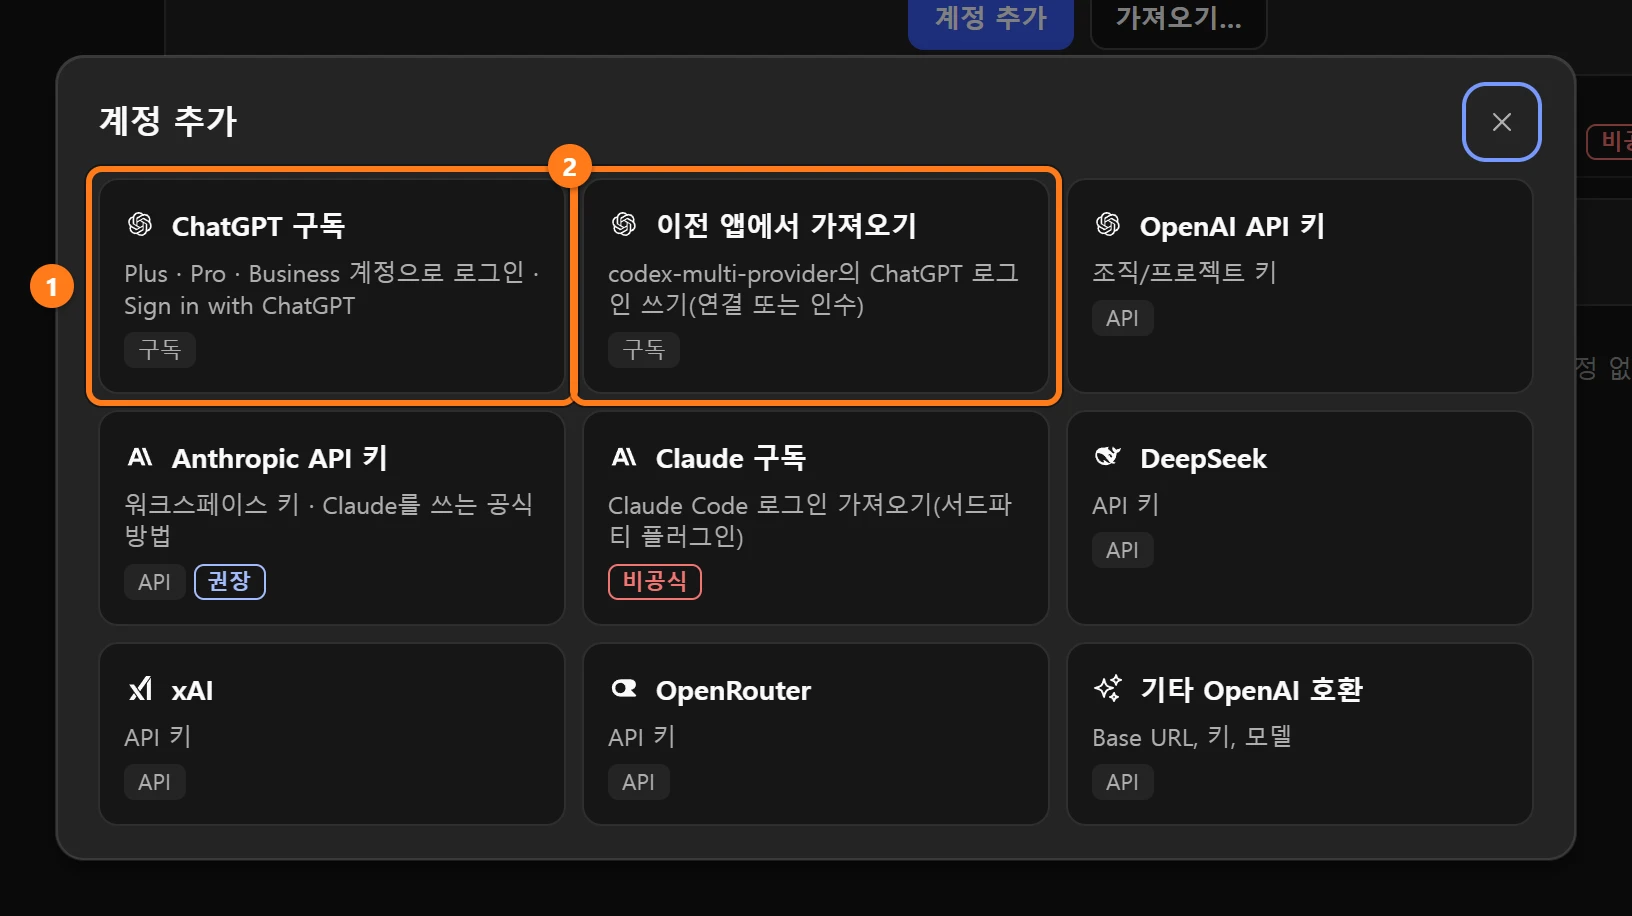 계정 추가
가져오기...
계정 추가
2
1
ChatGPT 구독
Plus · Pro · Business 계정으로 로그인 ·
Sign in with ChatGPT
구독
이전 앱에서 가져오기
codex-multi-provider의 ChatGPT 로그
인 쓰기(연결 또는 인수)
구독
OpenAI API 키
조직/프로젝트 키
API
Anthropic API 키
워크스페이스 키 · Claude를 쓰는 공식
방법
API 권장
Claude 구독
Claude Code 로그인 가져오기(서드파
티 플러그인)
비공식
DeepSeek
API 키
API
xAI
API 키
API
OpenRouter
API 키
API
기타 OpenAI 호환
Base URL, 키, 모델
API